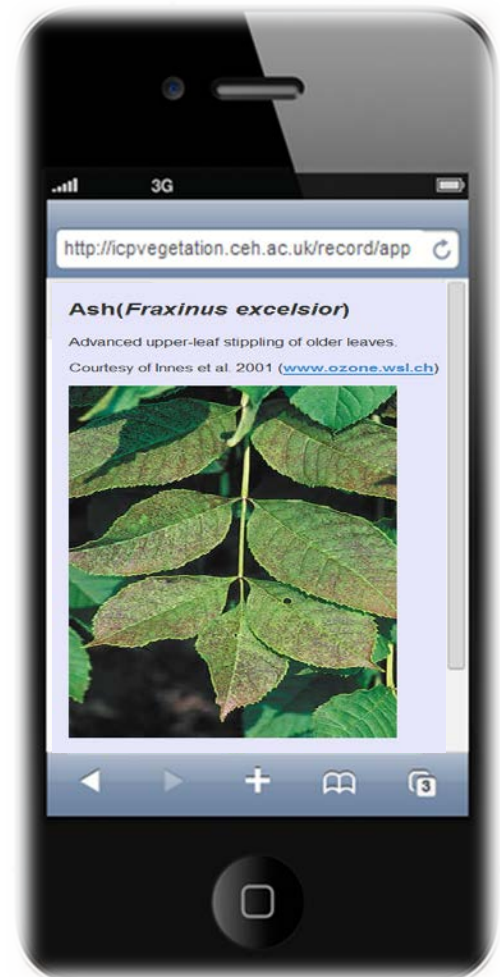 3G
http://icpvegetation.ceh.ac.uk/record/app
Ash(Fraxinus excelsior)
Advanced upper-leaf stippling of older leaves.
Courtesy of Innes et al. 2001 (www.ozone.wsl.ch)
3